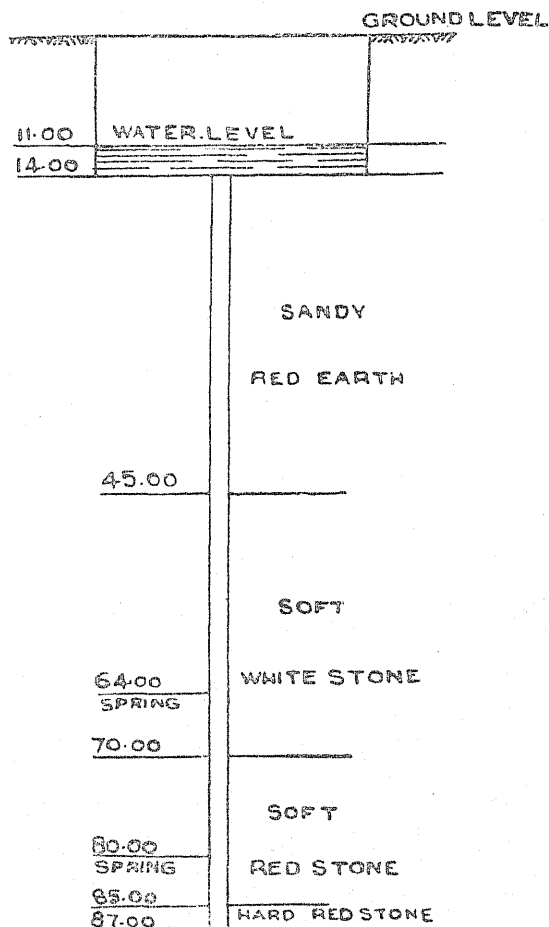 GROUND LEVEL
11.00 WATER.LEVEL
14.00
SANDY
RED EARTH
45.00
SOFT
64.00 WHITE STONE
SPRING
70.00
SOFT
80.00
SPRING RED STONE
85.00
87.00 HARD RED STONE